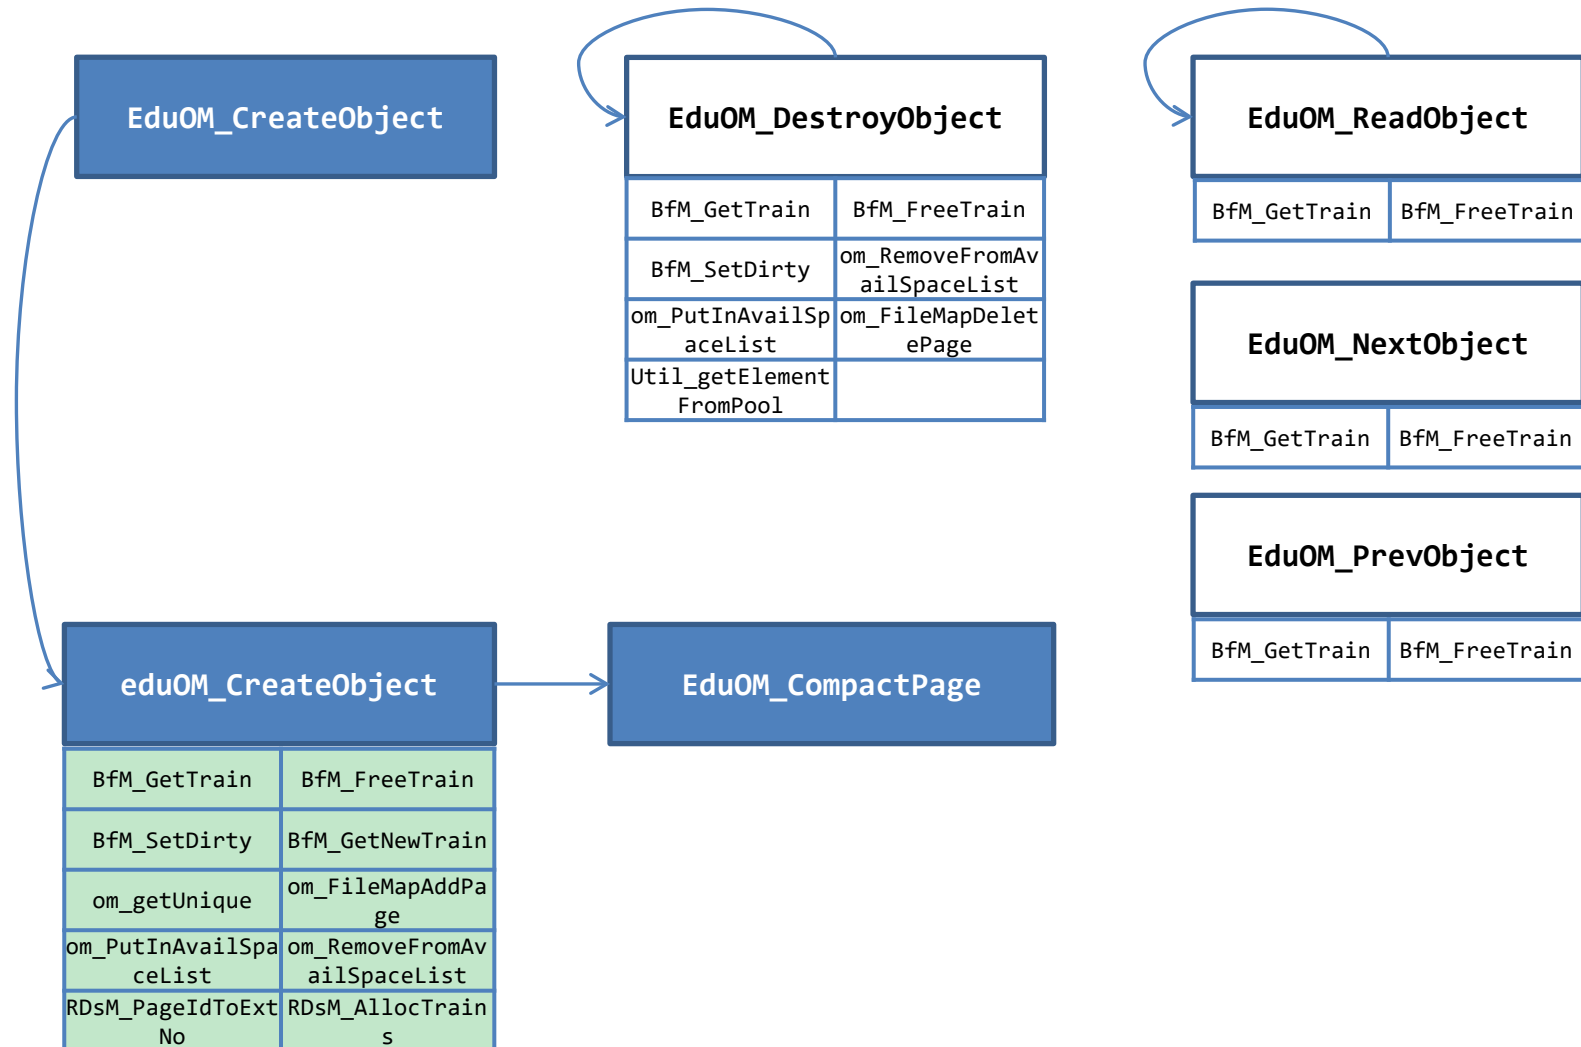 EduOM_CreateObject
EduOM_DestroyObject
BfM_GetTrain
BfM_FreeTrain
BfM_SetDirty
om_RemoveFromAv
ailSpaceList
om_PutInAvailSp
aceList
om_FileMapDelet
ePage
Util_getElement
FromPool
EduOM_ReadObject
BfM_GetTrain
BfM_FreeTrain
EduOM_NextObject
BfM_GetTrain
BfM_FreeTrain
EduOM_PrevObject
BfM_GetTrain
BfM_FreeTrain
eduOM_CreateObject
EduOM_CompactPage
BfM_GetTrain
BfM_FreeTrain
BfM_SetDirty
BfM_GetNewTrain
om_getUnique
om_FileMapAddPa
ge
om_PutInAvailSpa
ceList
om_RemoveFromAv
ailSpaceList
RDsM_PageIdToExt
No
RDsM_AllocTrain
s